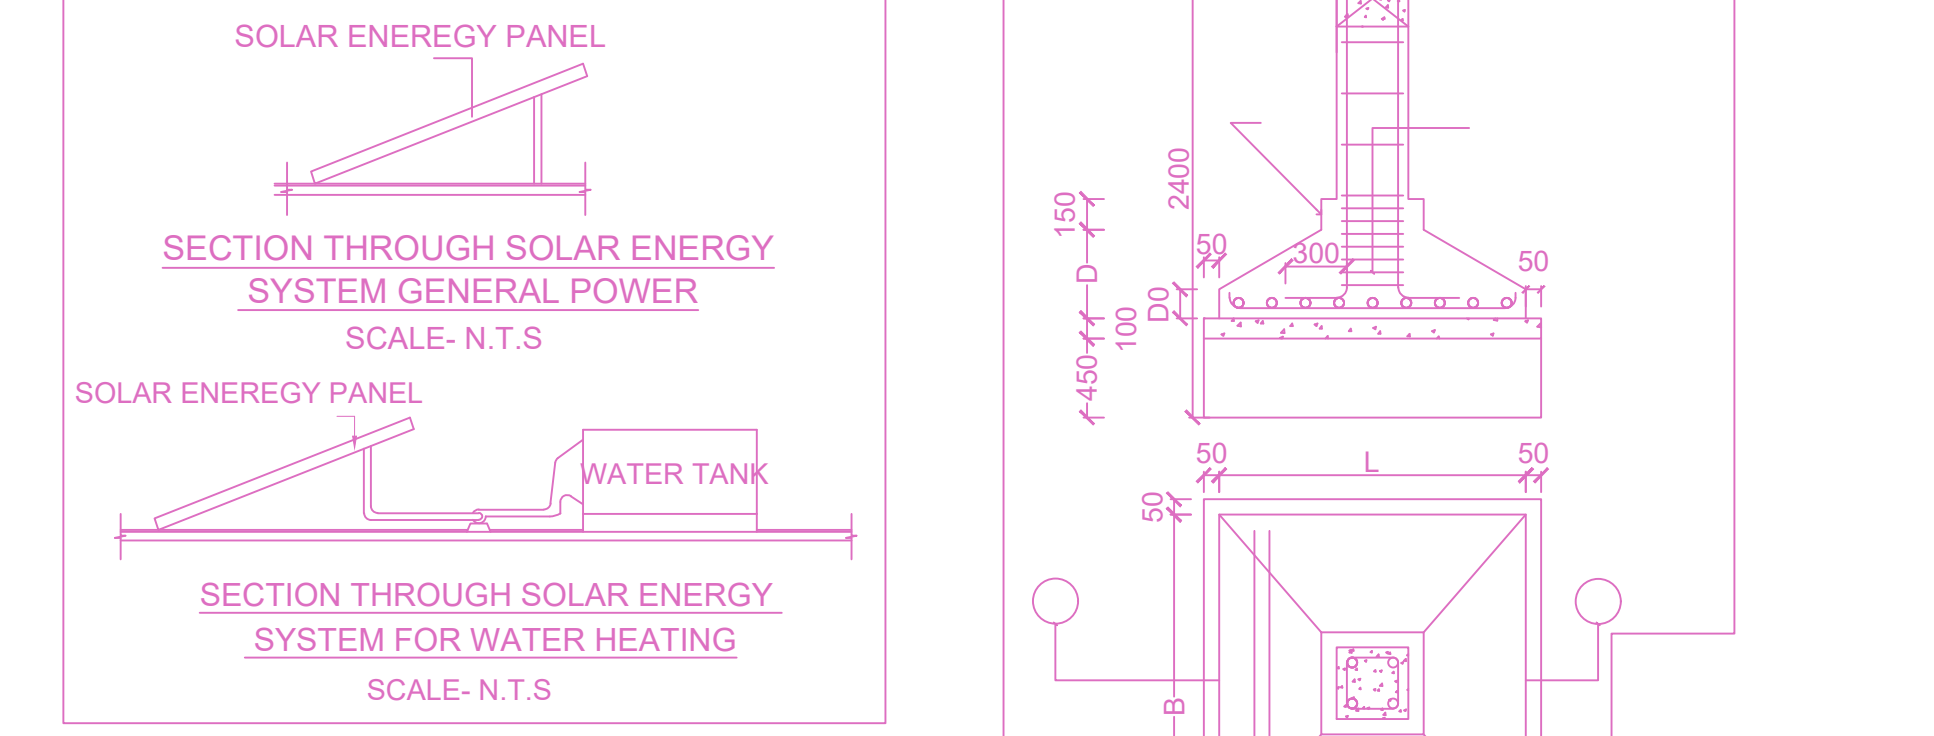 SOLAR ENEREGY PANEL
SECTION THROUGH SOLAR ENERGY
SYSTEM GENERAL POWER
SCALE- N.T.S
SOLAR ENEREGY PANEL
WATER TANK
SECTION THROUGH SOLAR ENERGY
SYSTEM FOR WATER HEATING
SCALE- N.T.S
2400
150
50
300
50
D
D0
100
450
50
L
50
50
B